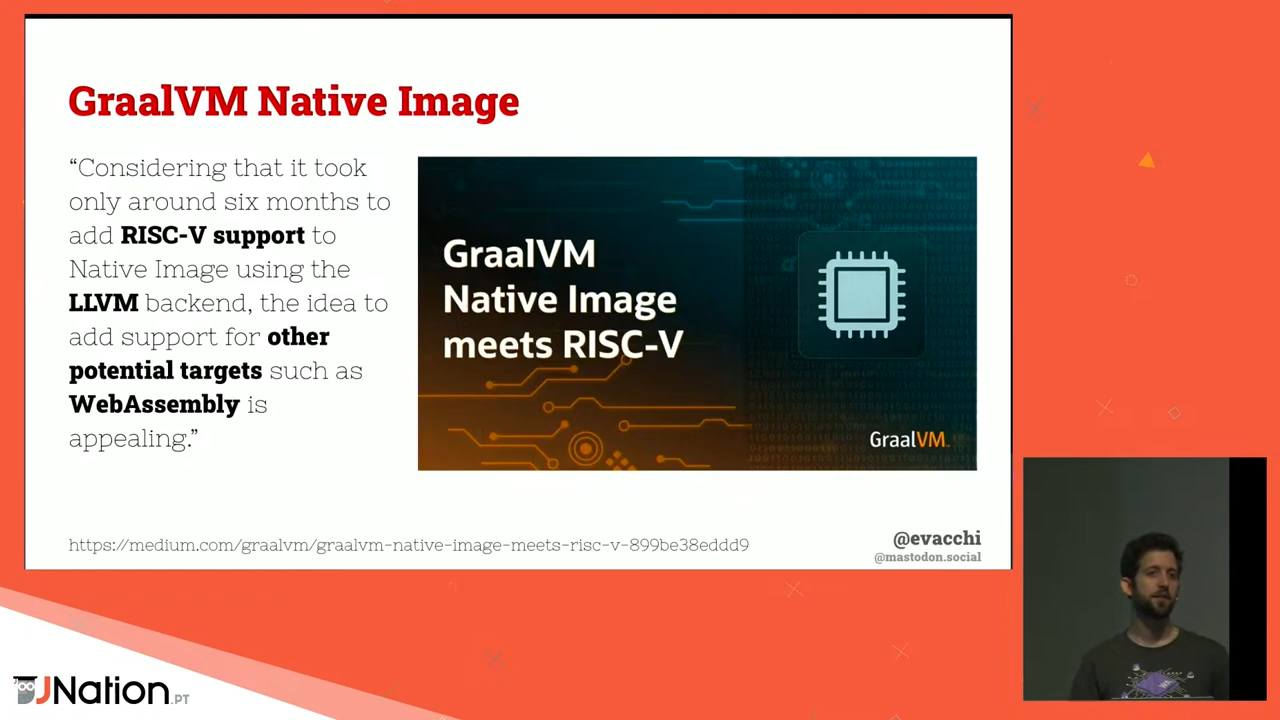 GraalVM Native Image
“Considering that it took
only around six months to
add RISC-V support to
Native Image using the
LLVM backend, the idea to
add support for other
potential targets such as
WebAssembly is
appealing.”
GraalVM
Native Image
meets RISC-V
GraalVM
https://medium.com/graalvm/graalvm-native-image-meets-risc-v-899be38eddd9
@evacchi
@mastodon.social
JNation.PT